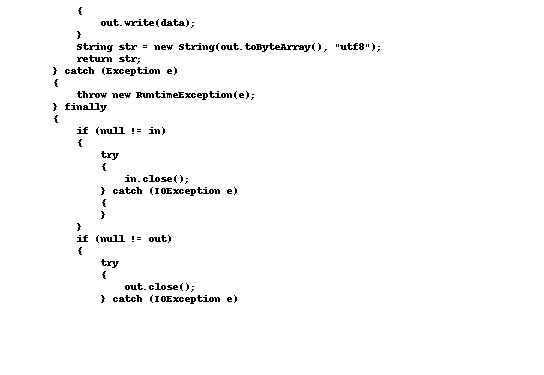 {
out.write(data);
}
String str = new String(out.toByteArray(), "utf8");
return str;
} catch (Exception e)
{
throw new RuntimeException(e);
} finally
{
if (null != in)
{
try
{
in.close();
} catch (IOException e)
{
}
}
if (null != out)
{
try
{
out.close();
} catch (IOException e)